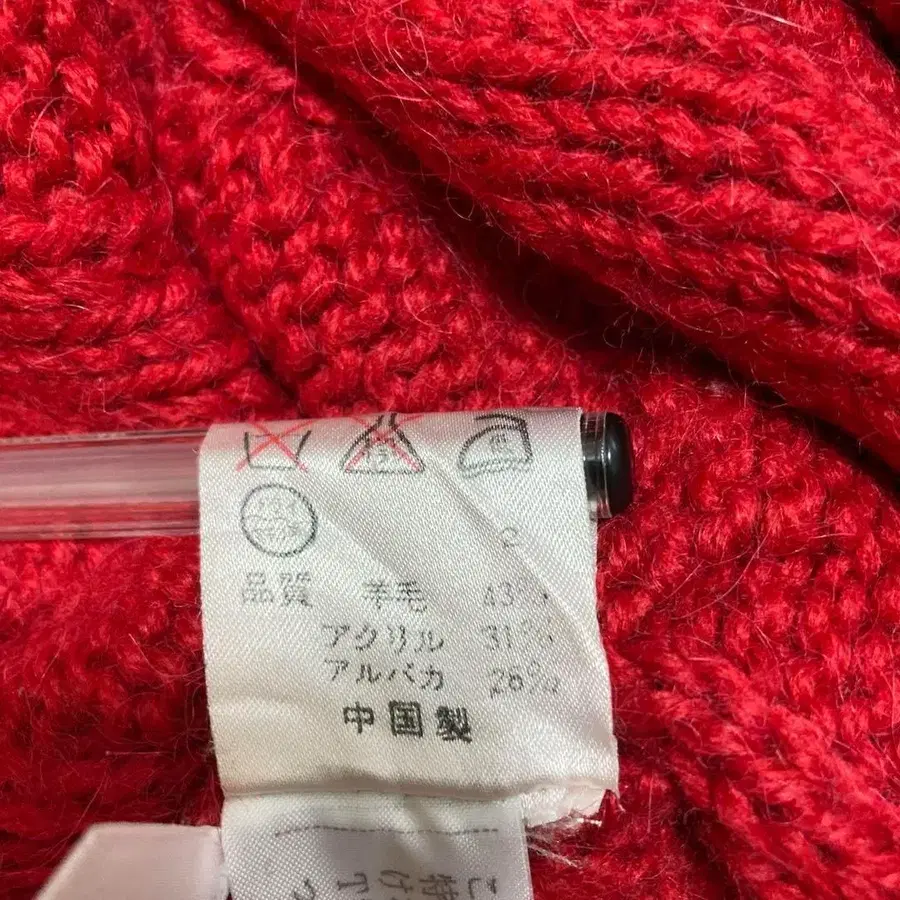 2
品質 羊毛 43%
アクリル 31%
アルパカ 26%
中国製